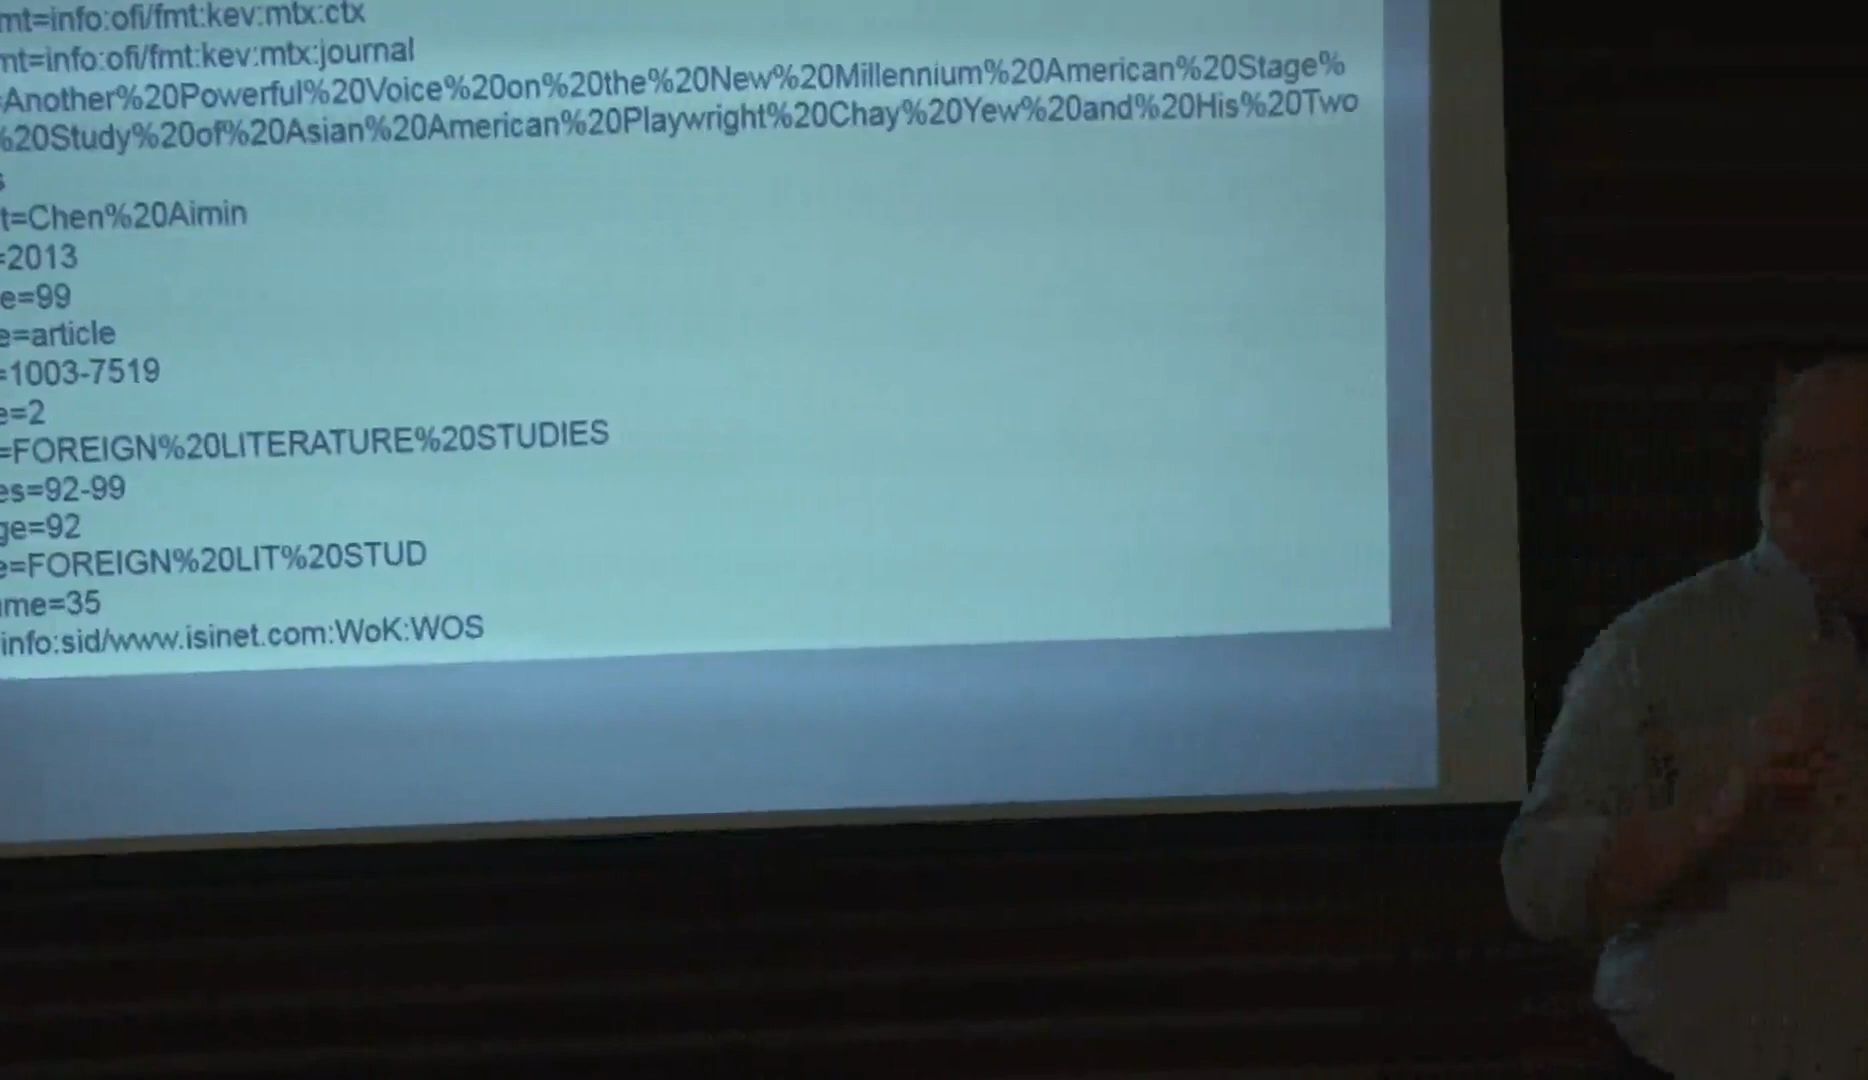 mt=info:ofi/fmt:kev:mtx:ctx
mt=info:ofi/fmt:kev:mtx:journal
=Another%20Powerful%20Voice%20on%20the%20New%20Millennium%20American%20Stage%
%20Study%20of%20Asian%20American%20Playwright%20Chay%20Yew%20and%20His%20Two
s
t=Chen%20Aimin
=2013
e=99
e=article
=1003-7519
e=2
=FOREIGN%20LITERATURE%20STUDIES
es=92-99
ge=92
e=FOREIGN%20LIT%20STUD
ume=35
info:sid/www.isinet.com:WoK:WOS